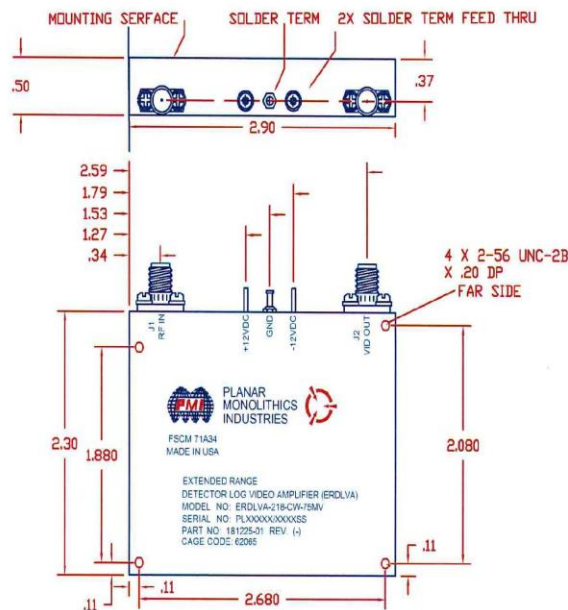 MOUNTING SERFACE
SOLDER TERM
2X SOLDER TERM FEED THRU
.50
.37
2.90
2.59
1.79
1.53
1.27
.34
4 X 2-56 UNC-2B
X .20 DP
FAR SIDE
J1
RF IN
+12VDC
GND
-12VDC
J2
VID OUT
PMI
PLANAR
MONOLITHICS
INDUSTRIES
FSCM 71A34
MADE IN USA
2.30
1.880
2.080
EXTENDED RANGE
DETECTOR LOG VIDEO AMPLIFIER (ERDLVA)
MODEL NO: ERDLVA-218-CW-75MV
SERIAL NO: PLXXXXX/XXXXSS
PART NO: 181225-01 REV. (-)
CAGE CODE: 62065
.11
.11
2.680